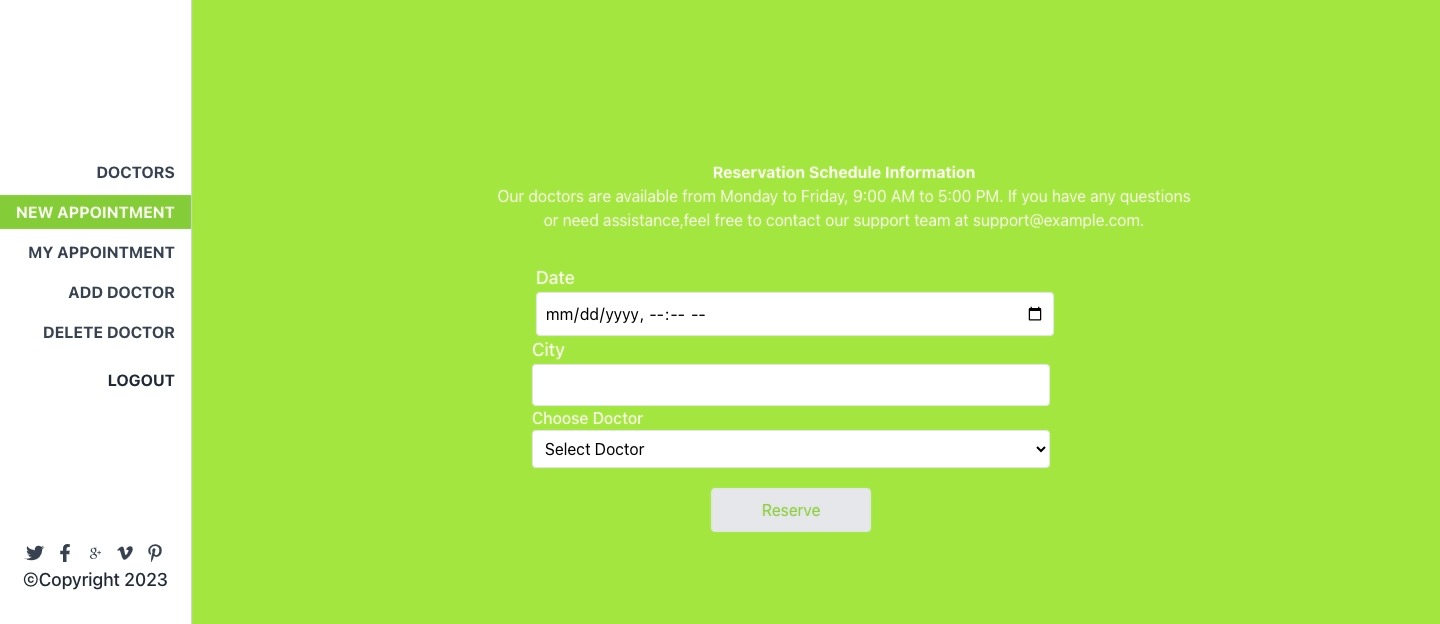 DOCTORS
NEW APPOINTMENT
MY APPOINTMENT
ADD DOCTOR
DELETE DOCTOR
LOGOUT
©Copyright 2023
Reservation Schedule Information
Our doctors are available from Monday to Friday, 9:00 AM to 5:00 PM. If you have any questions
or need assistance,feel free to contact our support team at support@example.com.
Date
mm/dd/yyyy, --:-- --
City
Choose Doctor
Select Doctor
Reserve